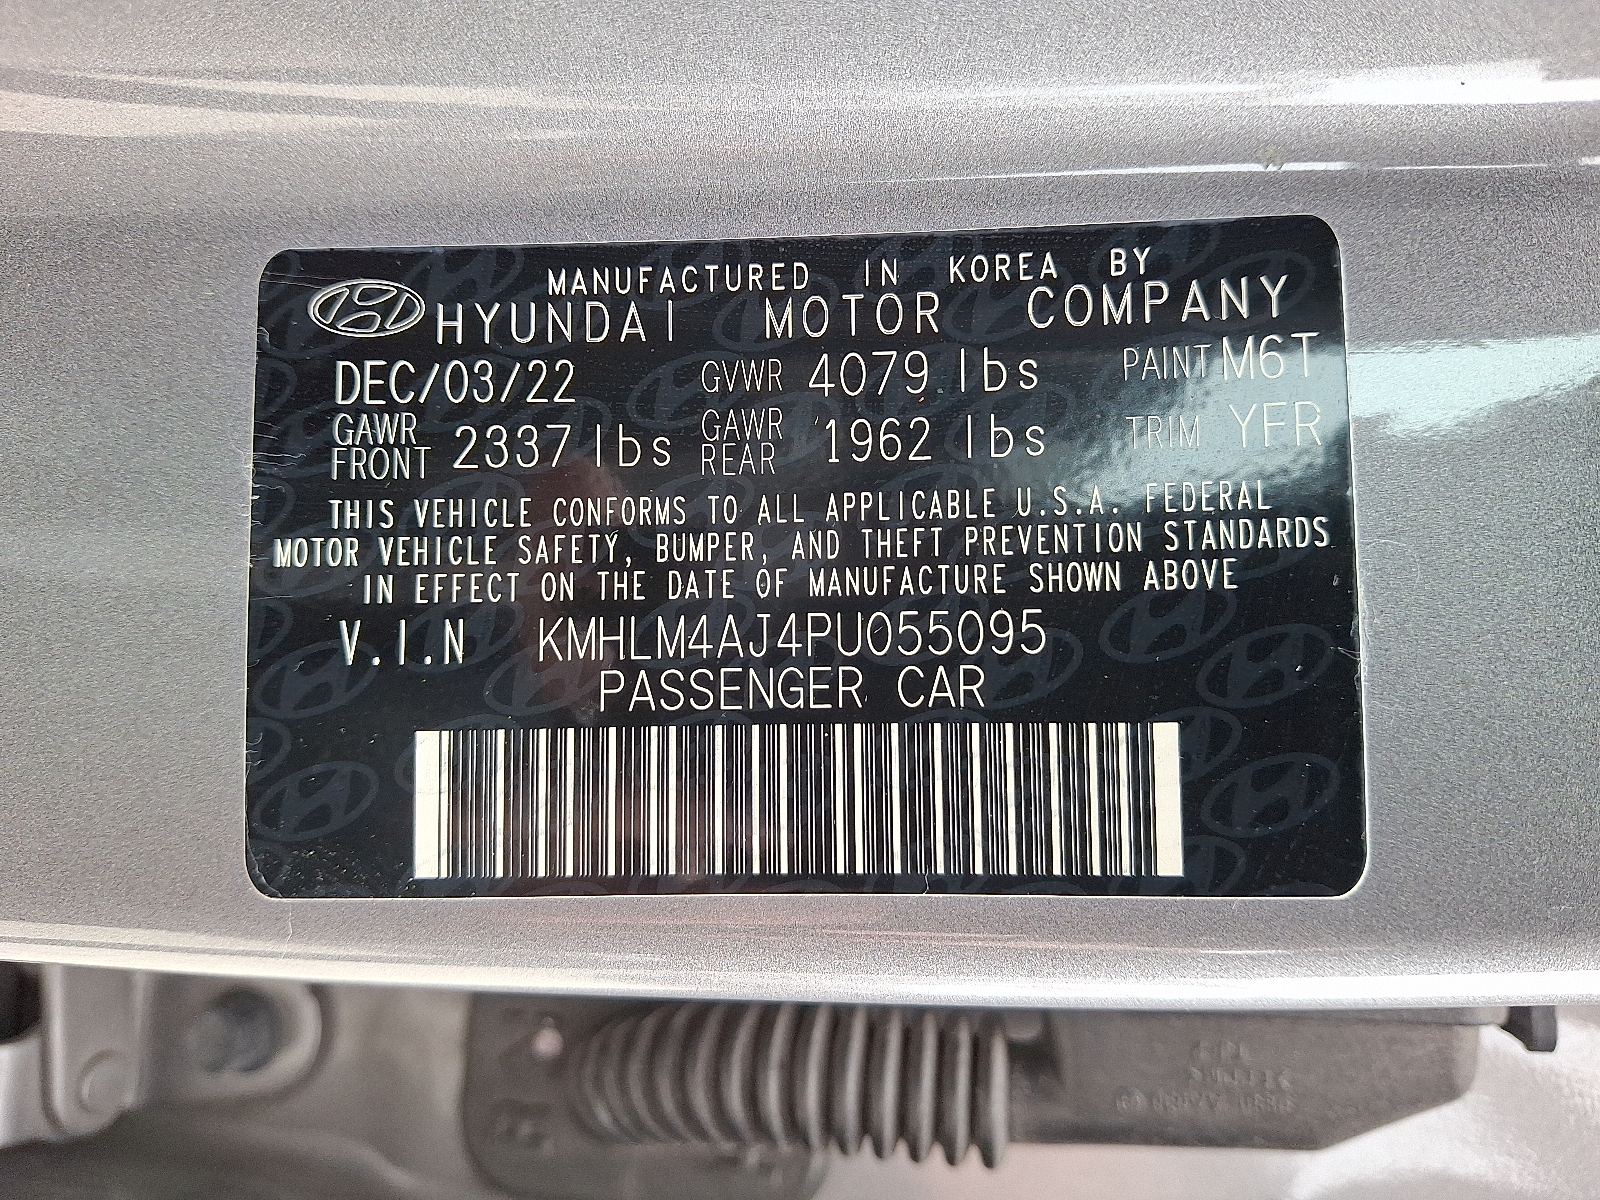 MANUFACTURED IN KOREA BY
HYUNDAI MOTOR COMPANY
DEC/03/22 GVWR 4079 lbs PAINT M6T
GAWR FRONT 2337 lbs GAWR REAR 1962 lbs TRIM YFR
THIS VEHICLE CONFORMS TO ALL APPLICABLE U.S.A. FEDERAL
MOTOR VEHICLE SAFETY, BUMPER, AND THEFT PREVENTION STANDARDS
IN EFFECT ON THE DATE OF MANUFACTURE SHOWN ABOVE
V.I.N KMHLM4AJ4PU055095
PASSENGER CAR